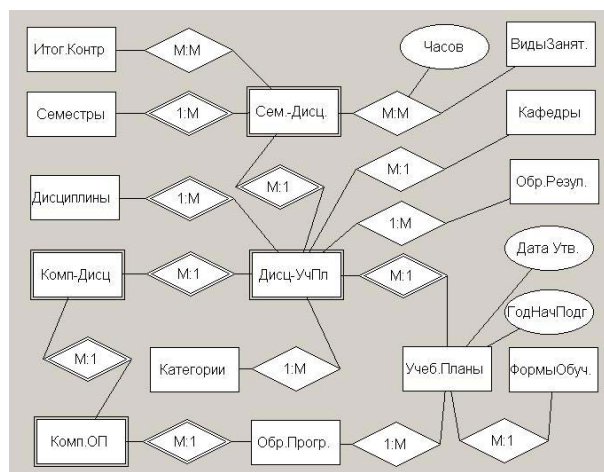 Итог.Контр
М:М
Часов
ВидыЗанят.
Семестры
1:М
Сем.-Дисц.
М:М
Кафедры
М:1
М:1
Дисциплины
1:М
1:М
Обр.Резул.
Дата Утв.
Комп-Дисц
М:1
Дисц-УчПл
М:1
ГодНачПодг
М:1
Категории
1:М
Учеб.Планы
ФормыОбуч.
Комп.ОП
М:1
Обр.Прогр.
1:М
М:1